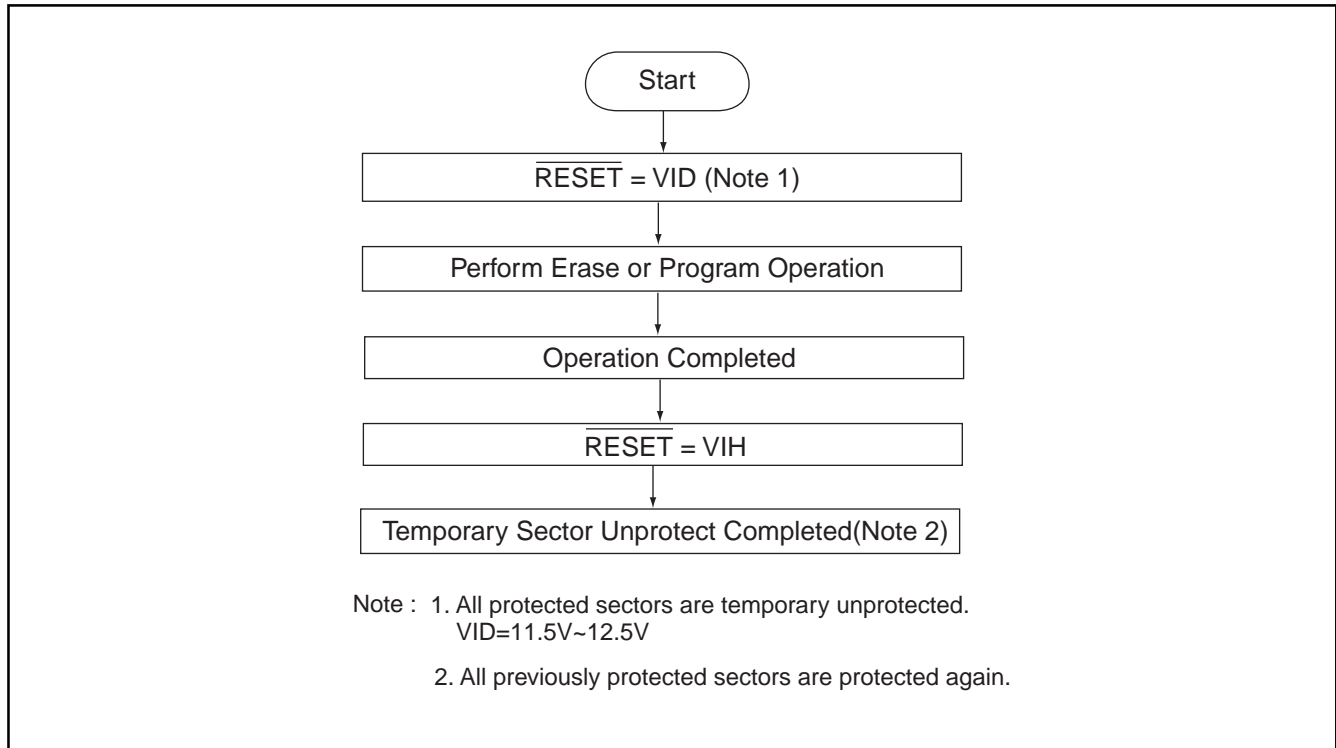 Start
RESET = VID (Note 1)
Perform Erase or Program Operation
Operation Completed
RESET = VIH
Temporary Sector Unprotect Completed(Note 2)
Note : 1. All protected sectors are temporary unprotected.
VID=11.5V~12.5V
2. All previously protected sectors are protected again.